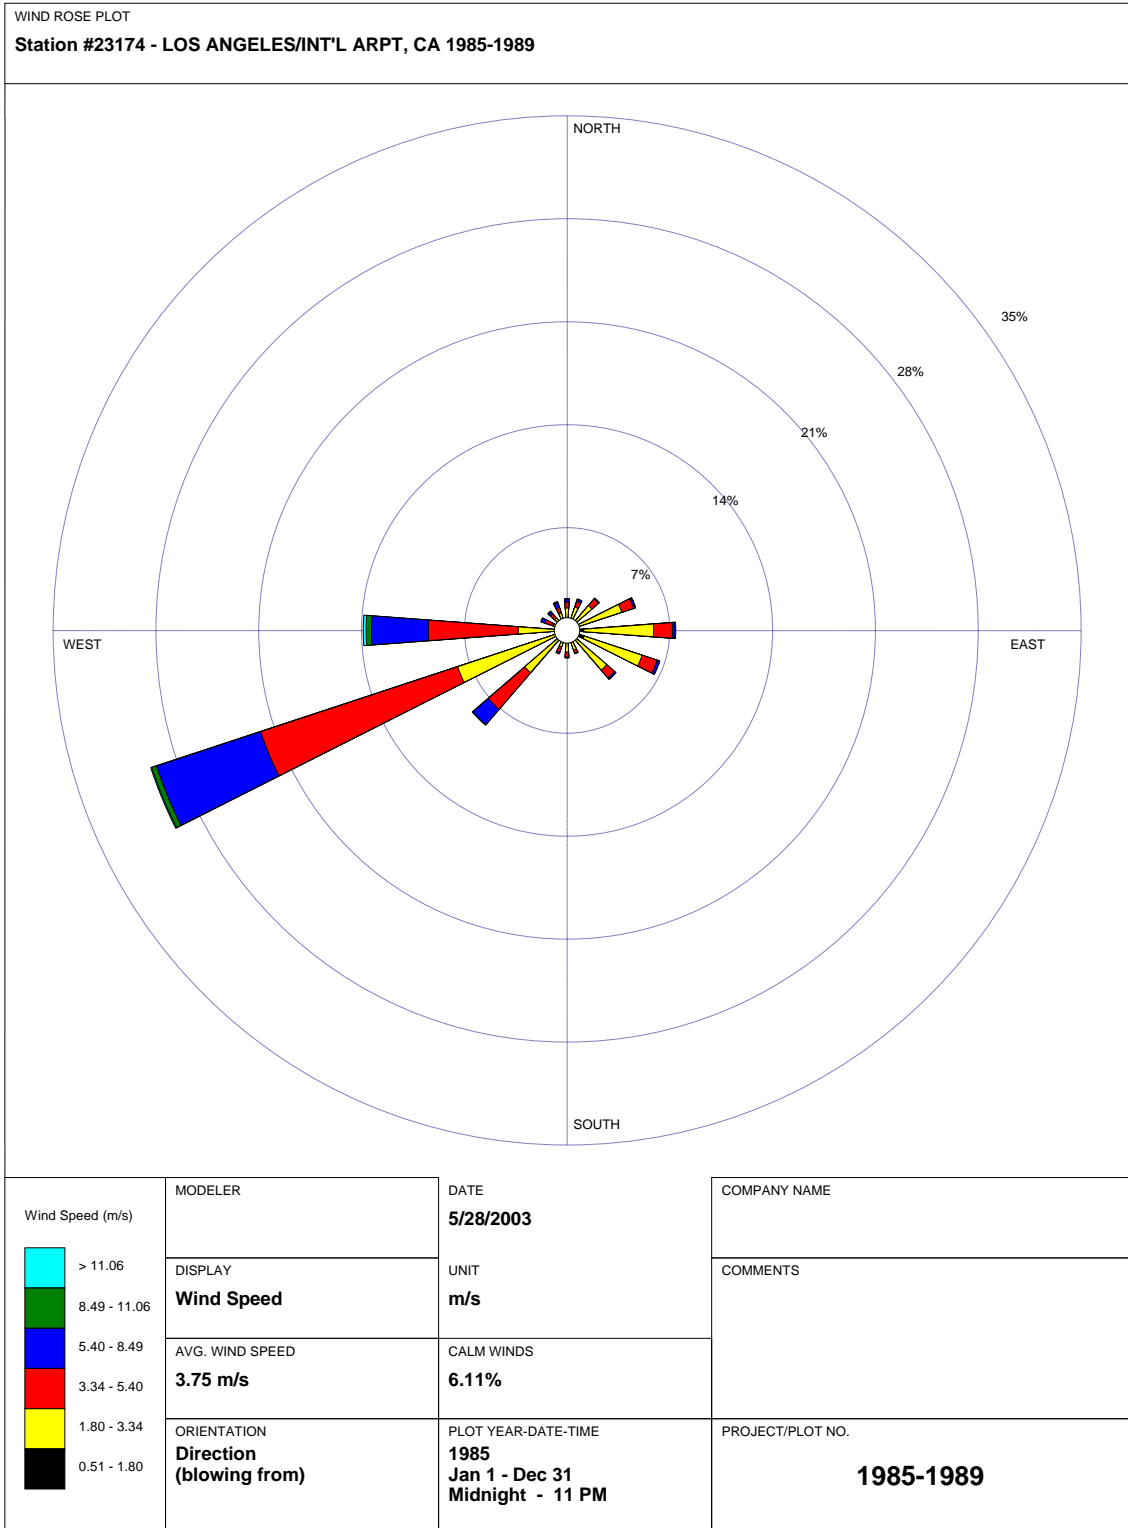 WIND ROSE PLOT
Station #23174 - LOS ANGELES/INT'L ARPT, CA 1985-1989
NORTH
35%
28%
21%
14%
7%
WEST
EAST
SOUTH
Wind Speed (m/s)
> 11.06
8.49 - 11.06
5.40 - 8.49
3.34 - 5.40
1.80 - 3.34
0.51 - 1.80
MODELER
DATE
5/28/2003
COMPANY NAME
DISPLAY
Wind Speed
UNIT
m/s
COMMENTS
AVG. WIND SPEED
3.75 m/s
CALM WINDS
6.11%
ORIENTATION
Direction
(blowing from)
PLOT YEAR-DATE-TIME
1985
Jan 1 - Dec 31
Midnight - 11 PM
PROJECT/PLOT NO.
1985-1989